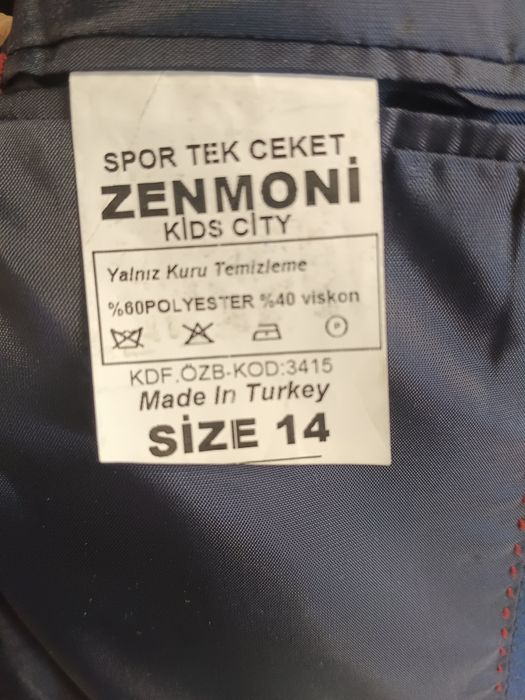 SPOR TEK CEKET
ZENMONİ
KİDS CİTY
Yalnız Kuru Temizleme
%60POLYESTER %40 viskon
P
KDF.ÖZB-KOD:3415
Made In Turkey
SİZE 14